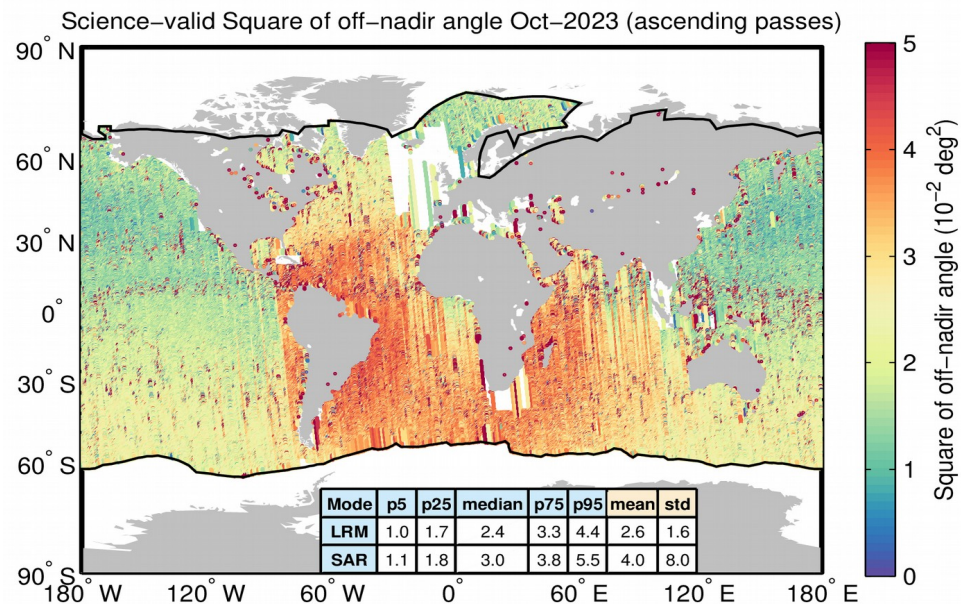 Science−valid Square of off−nadir angle Oct−2023 (ascending passes)
90° N
60° N
30° N
0°
30° S
60° S
90° S
180° W
120° W
60° W
0°
60° E
120° E
180° E
Mode p5 p25 median p75 p95 mean std
LRM 1.0 1.7 2.4 3.3 4.4 2.6 1.6
SAR 1.1 1.8 3.0 3.8 5.5 4.0 8.0
5
4
3
2
1
0
Square of off−nadir angle (10⁻² deg²)